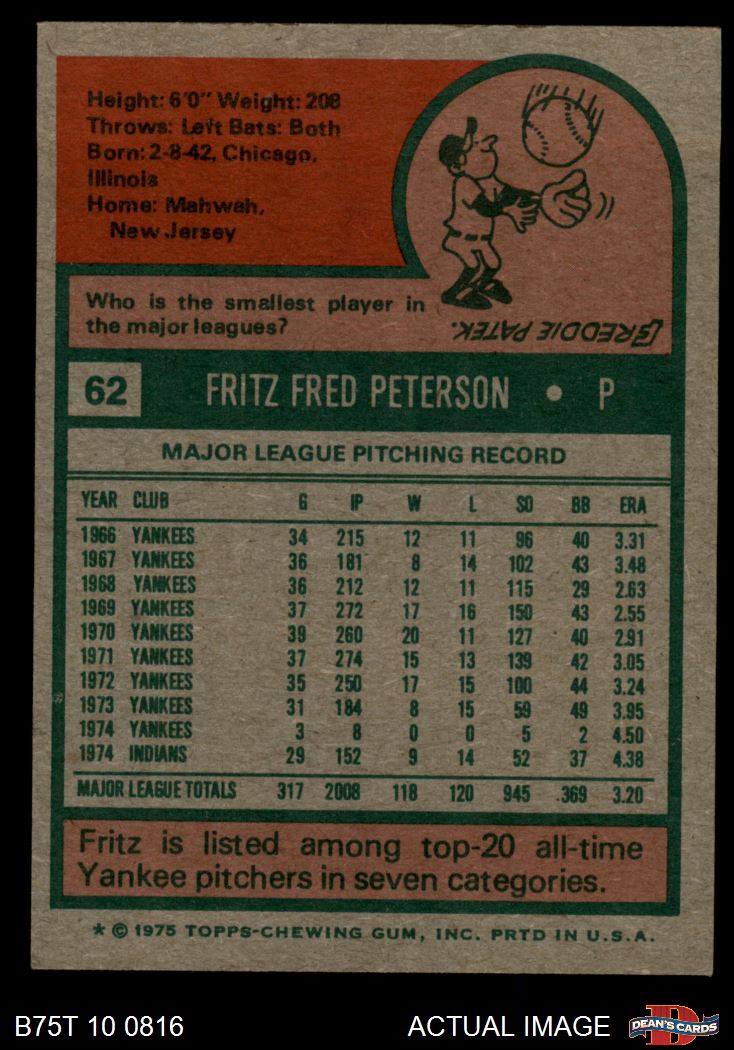 Height: 6'0" Weight: 208
Throws: Left Bats: Both
Born: 2-8-42, Chicago,
Illinois
Home: Mahwah,
New Jersey
Who is the smallest player in
the major leagues?
FREDDIE PATEK.
62 FRITZ FRED PETERSON • P
MAJOR LEAGUE PITCHING RECORD
YEAR CLUB G IP W L SO BB ERA
1966 YANKEES 34 215 12 11 96 40 3.31
1967 YANKEES 36 181 8 14 102 43 3.48
1968 YANKEES 36 212 12 11 115 29 2.63
1969 YANKEES 37 272 17 16 150 43 2.55
1970 YANKEES 39 260 20 11 127 40 2.91
1971 YANKEES 37 274 15 13 139 42 3.05
1972 YANKEES 35 250 17 15 100 44 3.24
1973 YANKEES 31 184 8 15 59 49 3.95
1974 YANKEES 3 8 0 0 5 2 4.50
1974 INDIANS 29 152 9 14 52 37 4.38
MAJOR LEAGUE TOTALS 317 2008 118 120 945 .369 3.20
Fritz is listed among top-20 all-time
Yankee pitchers in seven categories.
* © 1975 TOPPS-CHEWING GUM, INC. PRTD IN U.S.A.
B75T 10 0816 ACTUAL IMAGE D DEAN'S CARDS